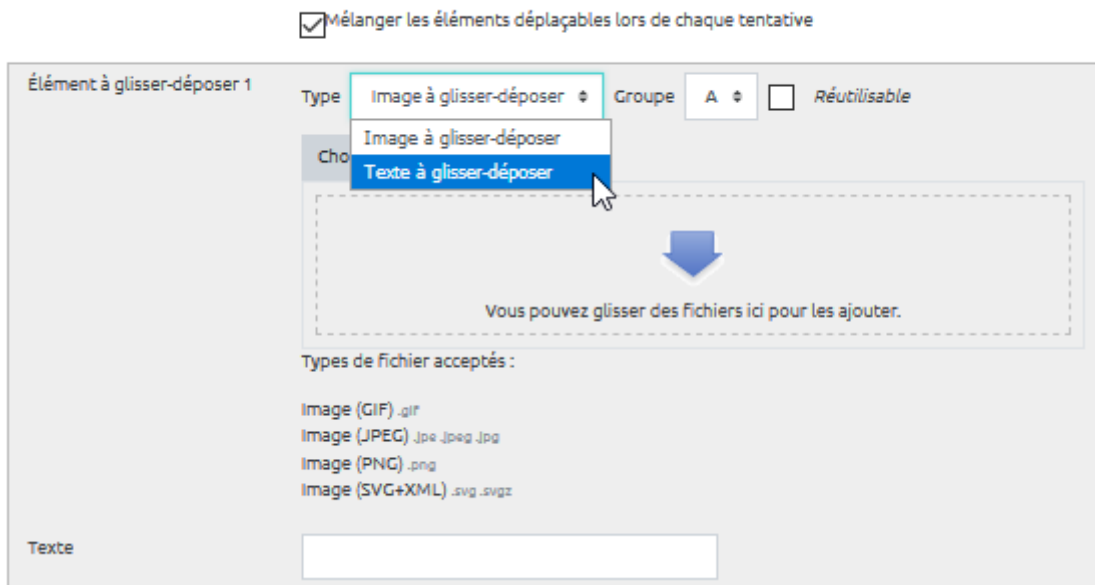 Mélanger les éléments déplaçables lors de chaque tentative
Élément à glisser-déposer 1
Type Image à glisser-déposer Groupe A Réutilisable
Image à glisser-déposer
Texte à glisser-déposer
Cho
Vous pouvez glisser des fichiers ici pour les ajouter.
Types de fichier acceptés :
Image (GIF) .gif
Image (JPEG) .jpe .jpeg .jpg
Image (PNG) .png
Image (SVG+XML) .svg .svgz
Texte